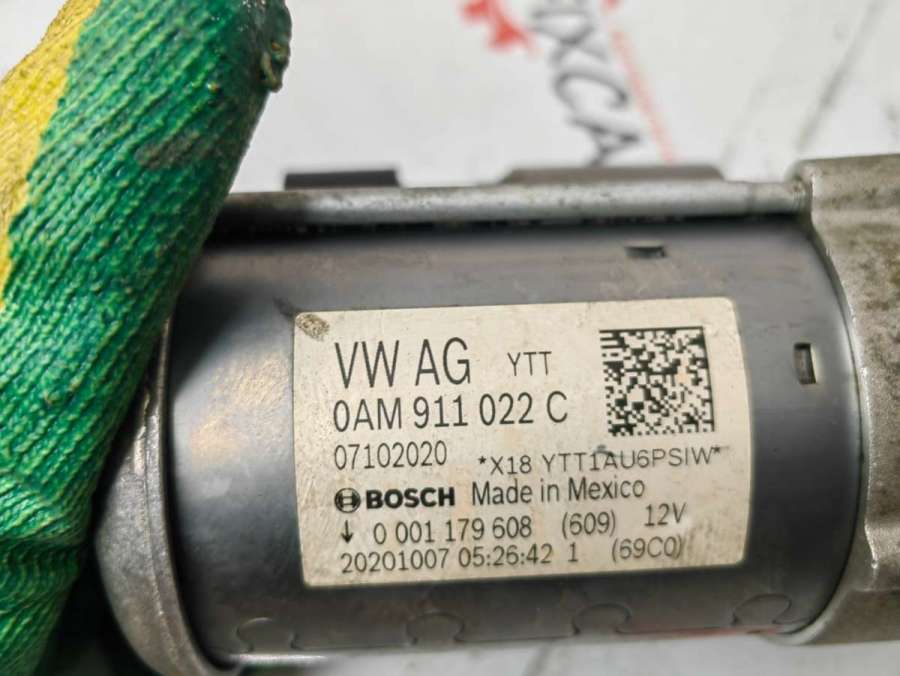 VW AG YTT
0AM 911 022 C
07102020 *X18 YTT1AU6PSIW*
BOSCH Made in Mexico
↓ 0 001 179 608 (609) 12V
20201007 05:26:42 1 (69C0)